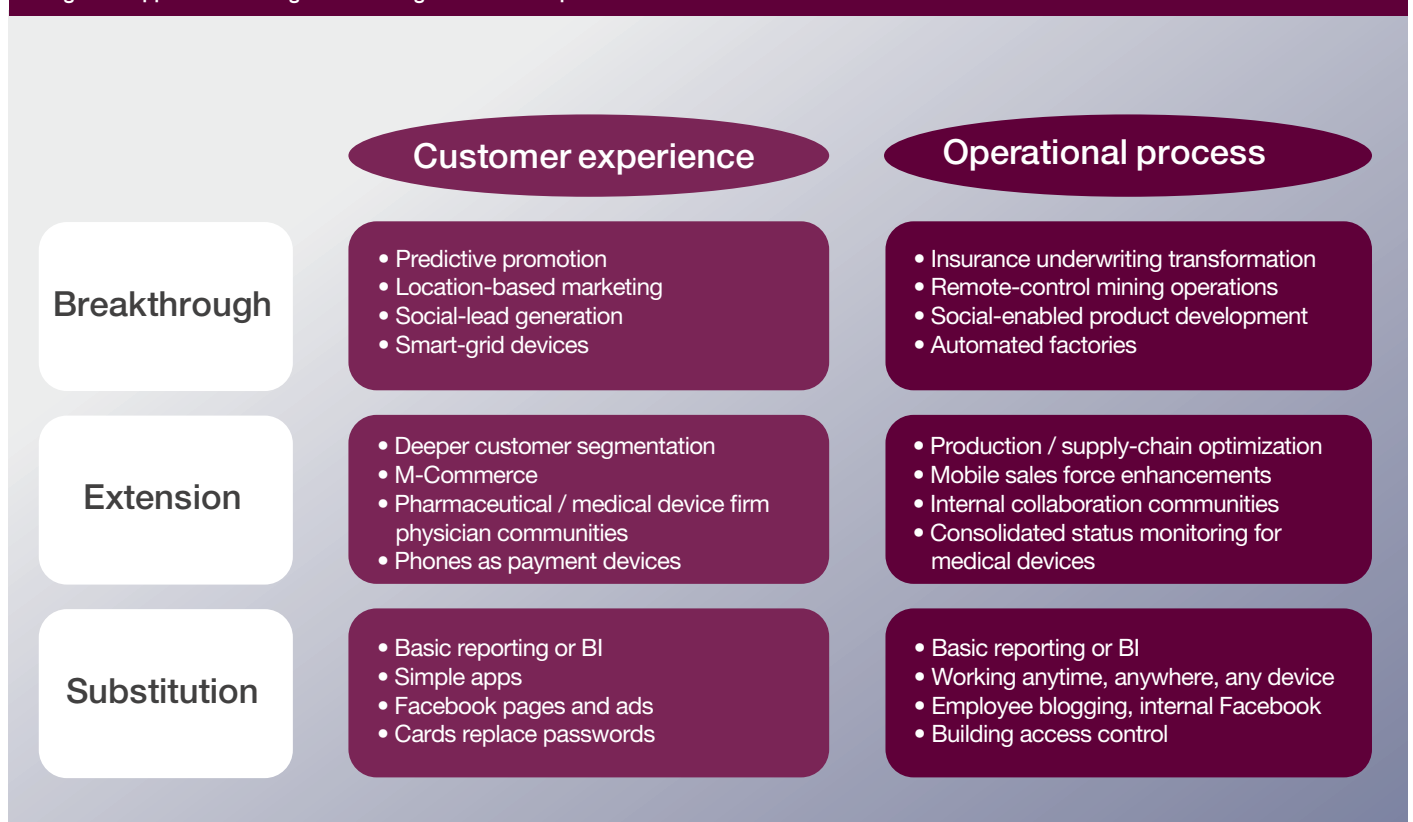 Customer experience
Operational process
Breakthrough
• Predictive promotion
• Location-based marketing
• Social-lead generation
• Smart-grid devices
• Insurance underwriting transformation
• Remote-control mining operations
• Social-enabled product development
• Automated factories
Extension
• Deeper customer segmentation
• M-Commerce
• Pharmaceutical / medical device firm
physician communities
• Phones as payment devices
• Production / supply-chain optimization
• Mobile sales force enhancements
• Internal collaboration communities
• Consolidated status monitoring for
medical devices
Substitution
• Basic reporting or BI
• Simple apps
• Facebook pages and ads
• Cards replace passwords
• Basic reporting or BI
• Working anytime, anywhere, any device
• Employee blogging, internal Facebook
• Building access control